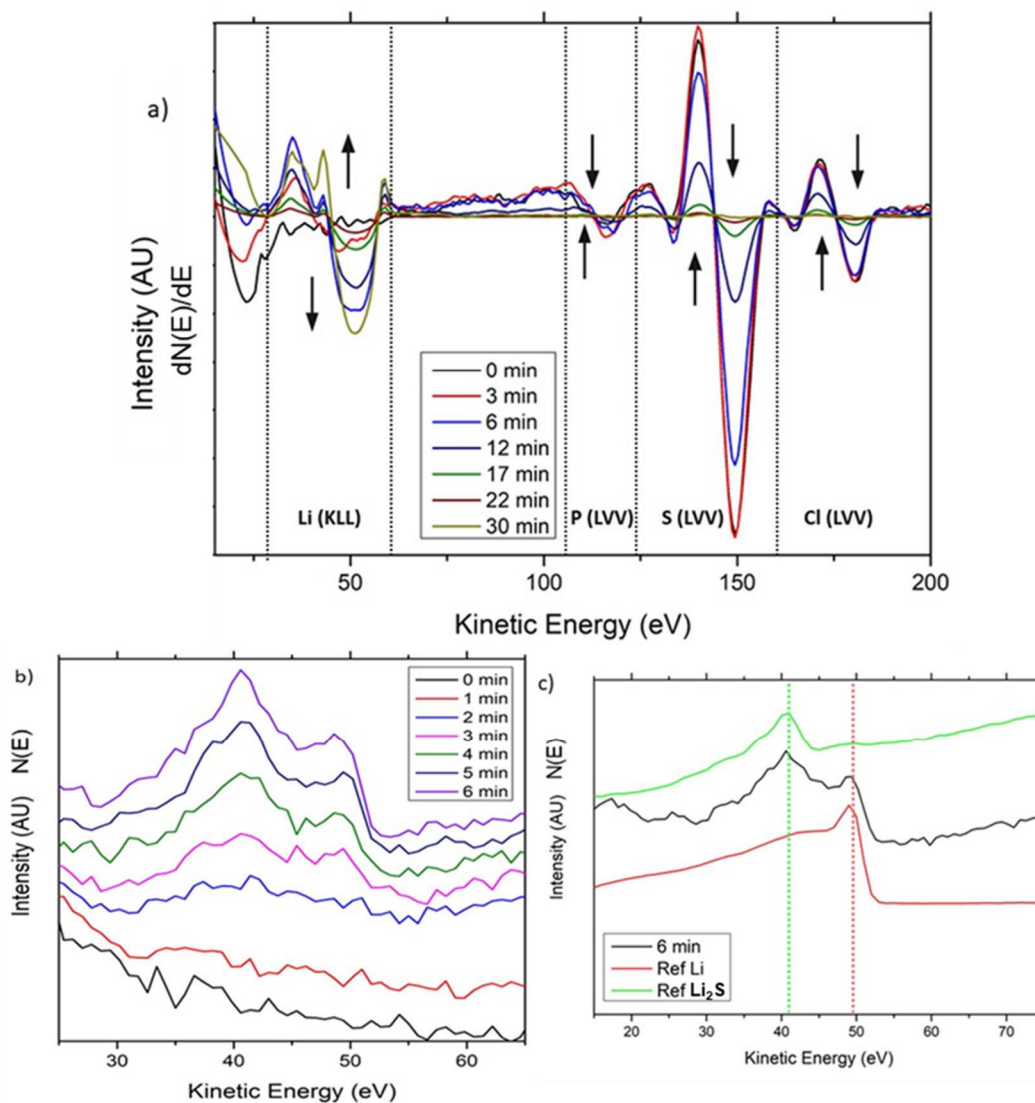 a)
Intensity (AU)
dN(E)/dE
0 min
3 min
6 min
12 min
17 min
22 min
30 min
Li (KLL)
P (LVV)
S (LVV)
Cl (LVV)
50
100
150
200
Kinetic Energy (eV)
b)
Intensity (AU) N(E)
0 min
1 min
2 min
3 min
4 min
5 min
6 min
30
40
50
60
Kinetic Energy (eV)
c)
Intensity (AU) N(E)
6 min
Ref Li
Ref Li₂S
20
30
40
50
60
70
Kinetic Energy (eV)